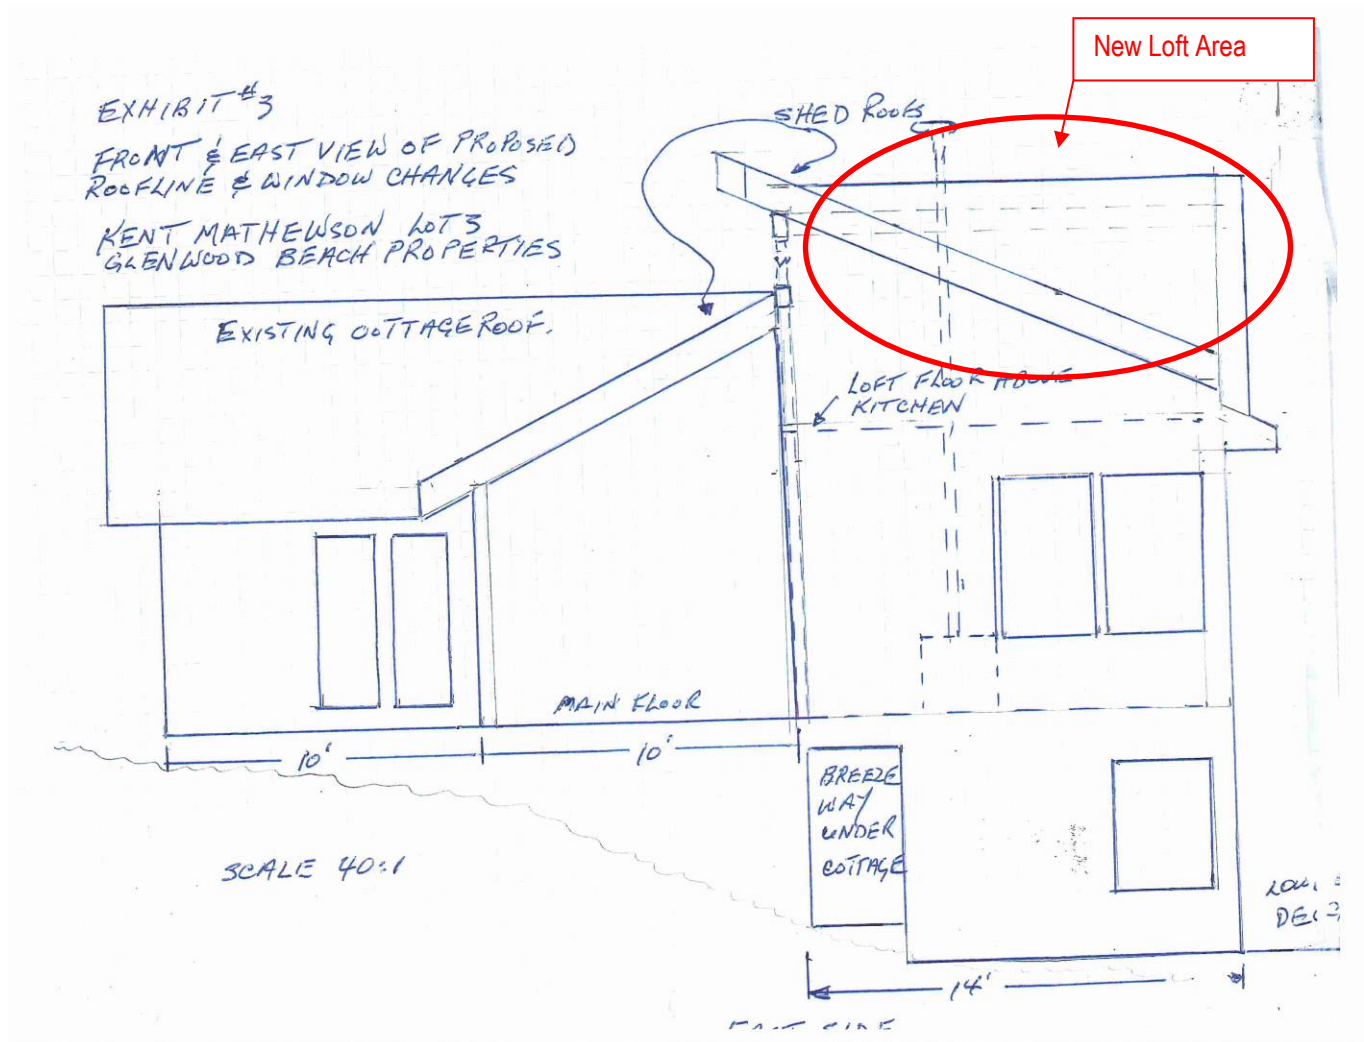 New Loft Area
EXHIBIT #3
FRONT & EAST VIEW OF PROPOSED
ROOFLINE & WINDOW CHANGES
KENT MATHEWSON LOT 3
GLENWOOD BEACH PROPERTIES
SHED ROOFS
EXISTING COTTAGE ROOF.
W
LOFT FLOOR ABOVE
KITCHEN
MAIN FLOOR
10'
10'
BREEZE
WAY
UNDER
COTTAGE
SCALE 40:1
14'
EAST SIDE